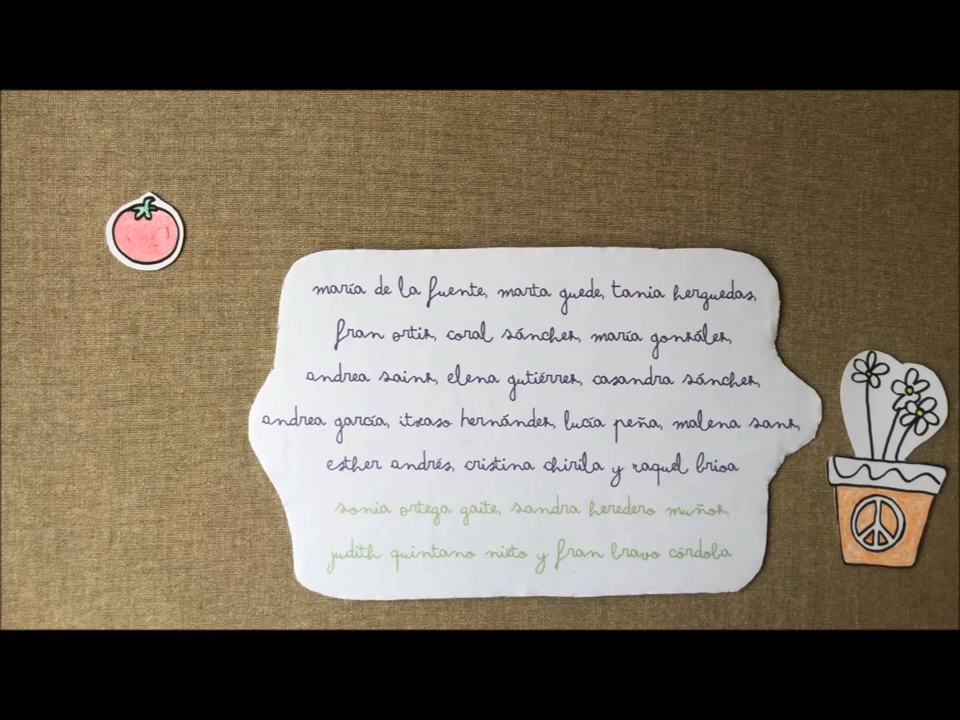 maría de la fuente, marta guede, tania herguedas,
fran ortiz, coral sánchez, maría gonzález,
andrea sainz, elena gutiérrez, casandra sánchez,
andrea garcía, itxaso hernández, lucía peña, malena sanz,
esther andrés, cristina chirila y raquel brioa
sonia ortega gaite, sandra heredero muñoz,
judith quintano nieto y fran bravo córdola